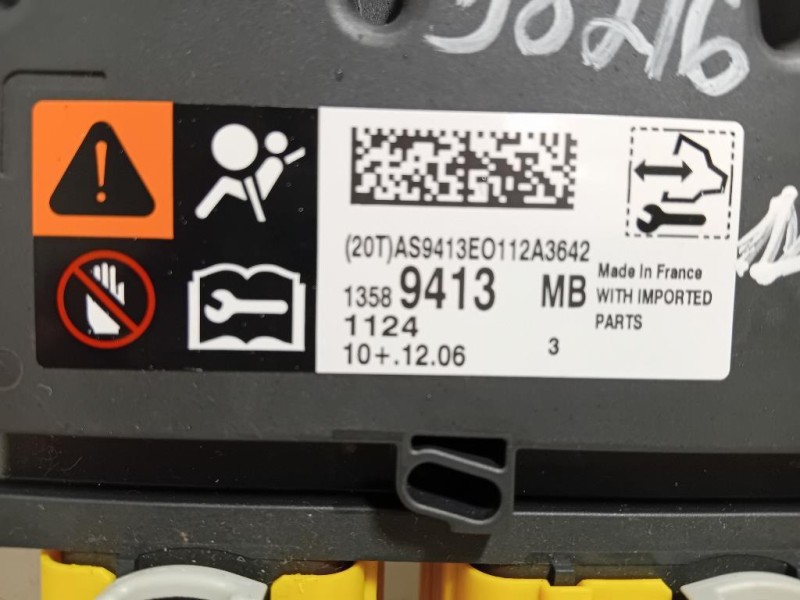 (20T)AS9413EO112A3642
1358 9413 MB
1124
10+.12.06
3
Made In France
WITH IMPORTED
PARTS